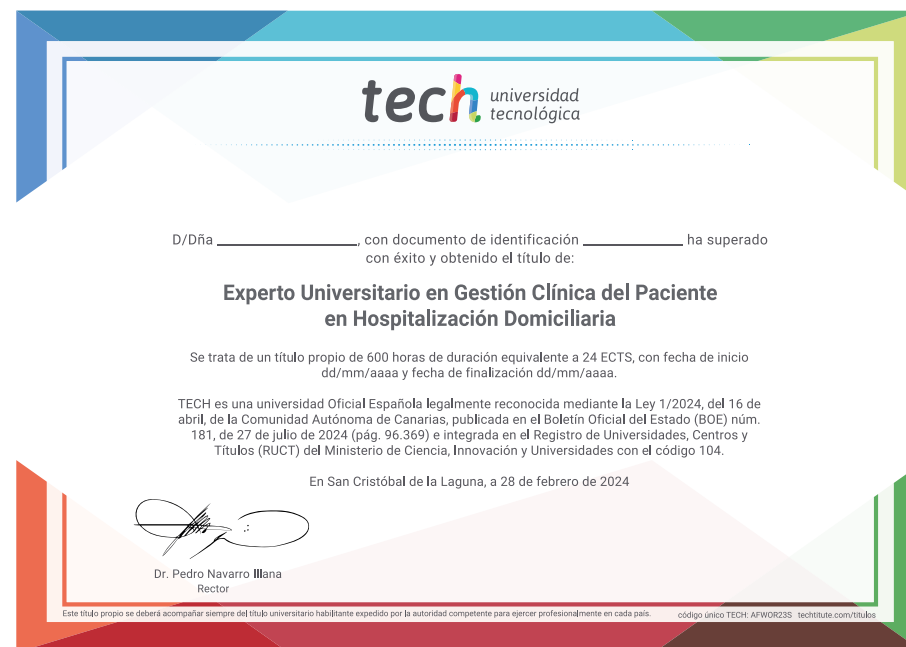 tech universidad
tecnológica
D/Dña ____________________, con documento de identificación ______________ ha superado
con éxito y obtenido el título de:
Experto Universitario en Gestión Clínica del Paciente
en Hospitalización Domiciliaria
Se trata de un título propio de 600 horas de duración equivalente a 24 ECTS, con fecha de inicio
dd/mm/aaaa y fecha de finalización dd/mm/aaaa.
TECH es una universidad Oficial Española legalmente reconocida mediante la Ley 1/2024, del 16 de
abril, de la Comunidad Autónoma de Canarias, publicada en el Boletín Oficial del Estado (BOE) núm.
181, de 27 de julio de 2024 (pág. 96.369) e integrada en el Registro de Universidades, Centros y
Títulos (RUCT) del Ministerio de Ciencia, Innovación y Universidades con el código 104.
En San Cristóbal de la Laguna, a 28 de febrero de 2024
Dr. Pedro Navarro Illana
Rector
Este título propio se deberá acompañar siempre del título universitario habilitante expedido por la autoridad competente para ejercer profesionalmente en cada país.
código único TECH: AFWOR23S techtitute.com/titulos